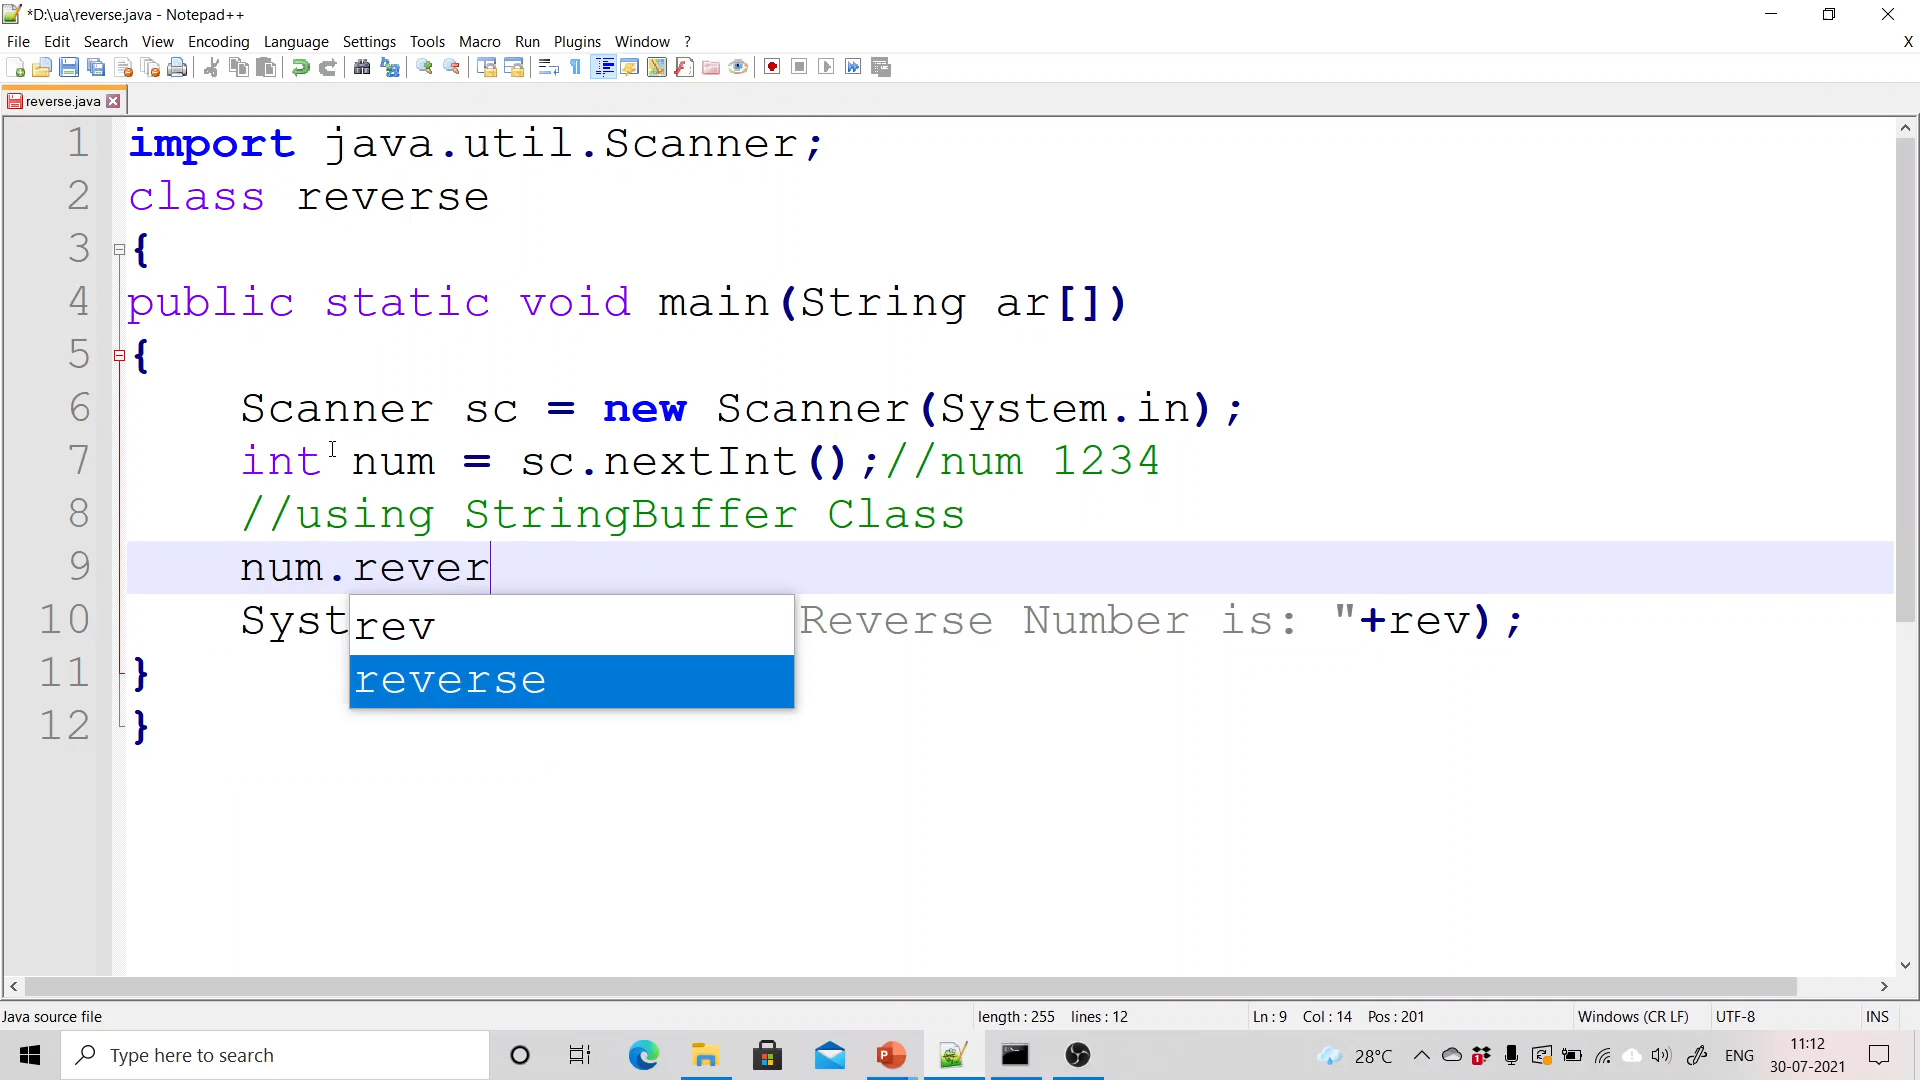 *D:\ua\reverse.java - Notepad++
File Edit Search View Encoding Language Settings Tools Macro Run Plugins Window ? X
reverse.java
1 import java.util.Scanner;
2 class reverse
3 {
4 public static void main(String ar[])
5 {
6 Scanner sc = new Scanner(System.in);
7 int num = sc.nextInt();//num 1234
8 //using StringBuffer Class
9 num.rever
10 Syst Reverse Number is: "+rev);
rev
reverse
11 }
12 }
Java source file length : 255 lines : 12 Ln : 9 Col : 14 Pos : 201 Windows (CR LF) UTF-8 INS
Type here to search 28°C 1 ENG 11:12
30-07-2021